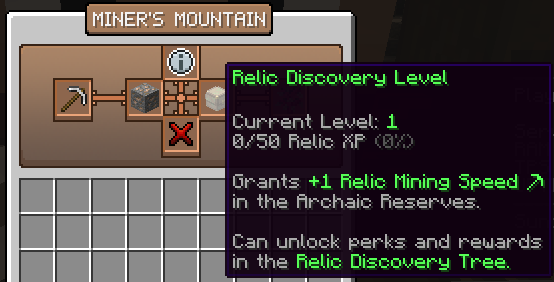 MINER'S MOUNTAIN
Relic Discovery Level
Current Level: 1
0/50 Relic XP (0%)
Grants +1 Relic Mining Speed
in the Archaic Reserves.
Can unlock perks and rewards
in the Relic Discovery Tree.